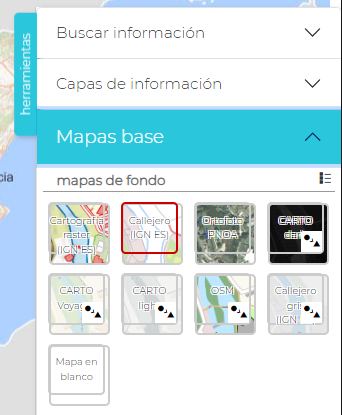 herramientas
Buscar información
Capas de información
Mapas base
cia
mapas de fondo
Cartografía
raster
(IGN ES)
Callejero
(IGN ES)
Ortofoto
PNOA
CARTO
dark
CARTO
Voyager
CARTO
light
OSM
Callejero
gris
(IGN ES)
Mapa en
blanco